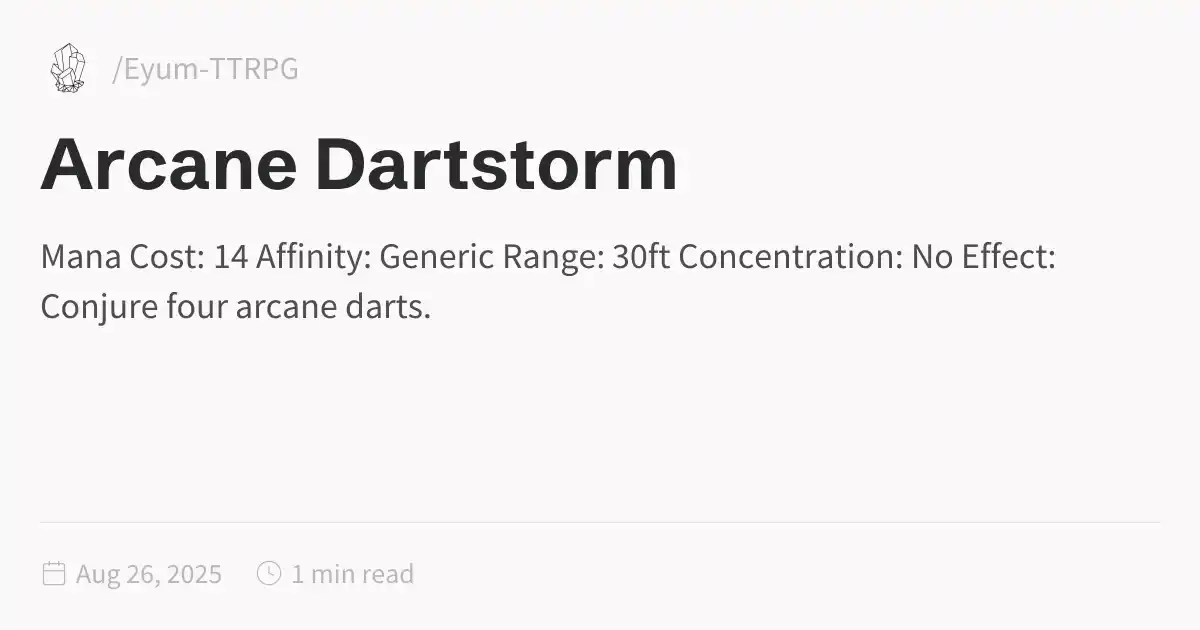 /Eyum-TTRPG
Arcane Dartstorm
Mana Cost: 14 Affinity: Generic Range: 30ft Concentration: No Effect:
Conjure four arcane darts.
Aug 26, 2025 1 min read